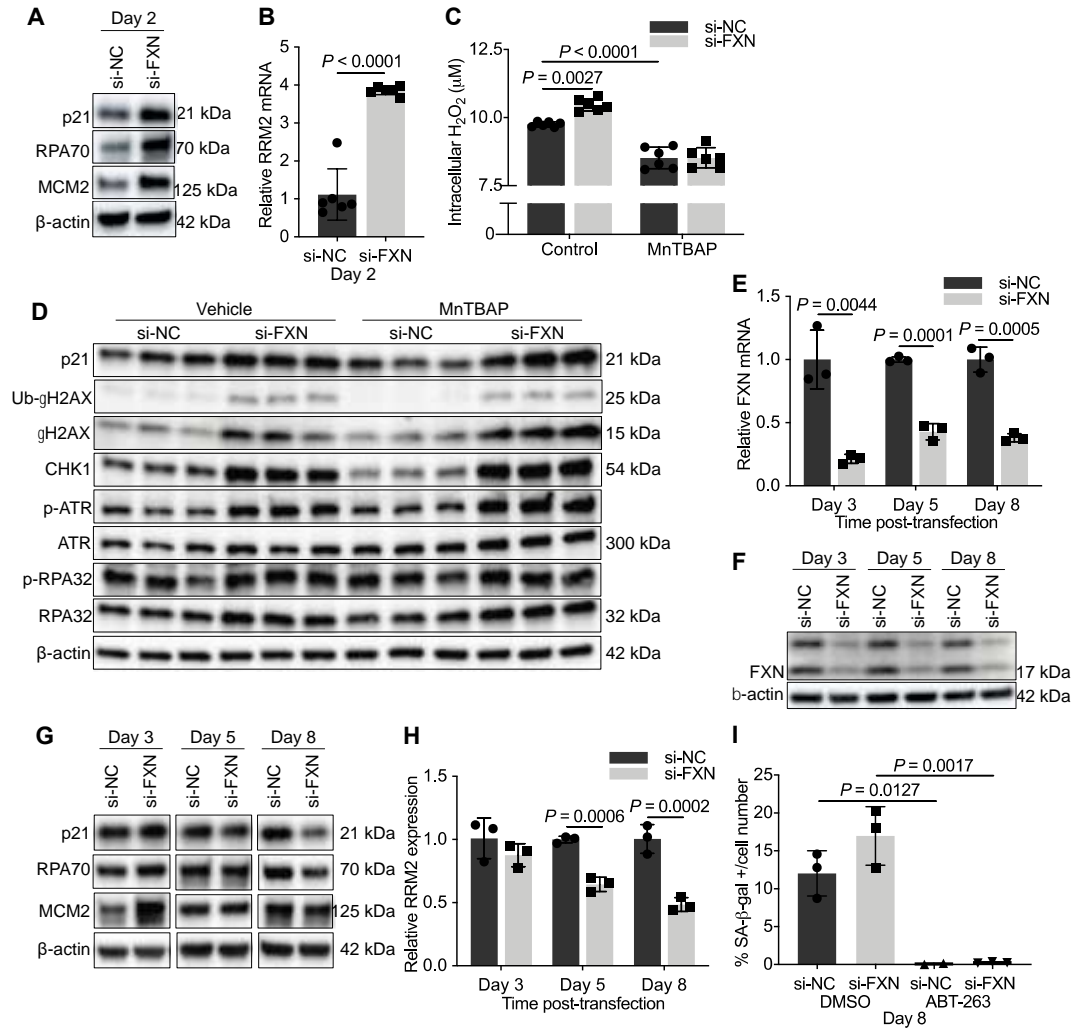 A
Day 2
si-NC
si-FXN
p21
21 kDa
RPA70
70 kDa
MCM2
125 kDa
β-actin
42 kDa
B
Relative RRM2 mRNA
5
4
3
2
1
0
P < 0.0001
si-NC si-FXN
Day 2
C
si-NC
si-FXN
Intracellular H₂O₂ (μM)
12.5
10.0
7.5
0
P < 0.0001
P = 0.0027
Control
MnTBAP
D
Vehicle
MnTBAP
si-NC
si-FXN
si-NC
si-FXN
p21
21 kDa
Ub-gH2AX
25 kDa
gH2AX
15 kDa
CHK1
54 kDa
p-ATR
ATR
300 kDa
p-RPA32
RPA32
32 kDa
β-actin
42 kDa
E
si-NC
si-FXN
Relative FXN mRNA
1.5
1.0
0.5
0.0
P = 0.0044
P = 0.0001
P = 0.0005
Day 3
Day 5
Day 8
Time post-transfection
F
Day 3
Day 5
Day 8
si-NC
si-FXN
si-NC
si-FXN
si-NC
si-FXN
FXN
17 kDa
b-actin
42 kDa
G
Day 3
Day 5
Day 8
si-NC
si-FXN
si-NC
si-FXN
si-NC
si-FXN
p21
21 kDa
RPA70
70 kDa
MCM2
125 kDa
β-actin
42 kDa
H
si-NC
si-FXN
Relative RRM2 expression
1.5
1.0
0.5
0.0
P = 0.0006
P = 0.0002
Day 3
Day 5
Day 8
Time post-transfection
I
% SA-β-gal +/cell number
25
20
15
10
5
0
P = 0.0017
P = 0.0127
si-NC si-FXN si-NC si-FXN
DMSO
ABT-263
Day 8